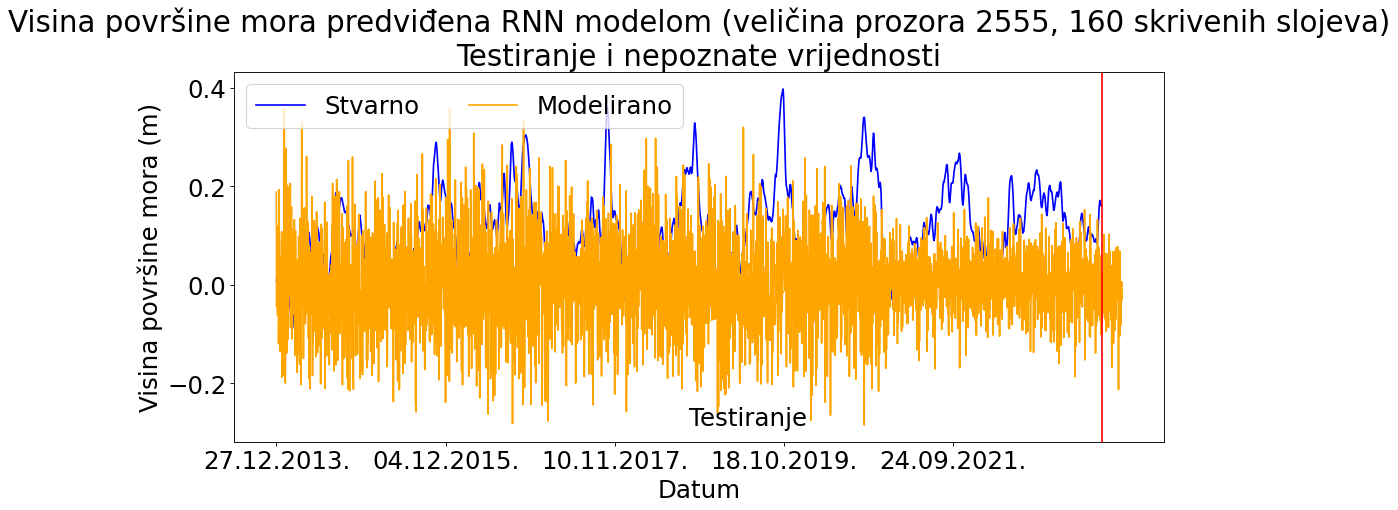 Visina površine mora predviđena RNN modelom (veličina prozora 2555, 160 skrivenih slojeva)
Testiranje i nepoznate vrijednosti
Stvarno
Modelirano
Visina površine mora (m)
0.4
0.2
0.0
−0.2
Testiranje
27.12.2013.
04.12.2015.
10.11.2017.
18.10.2019.
24.09.2021.
Datum